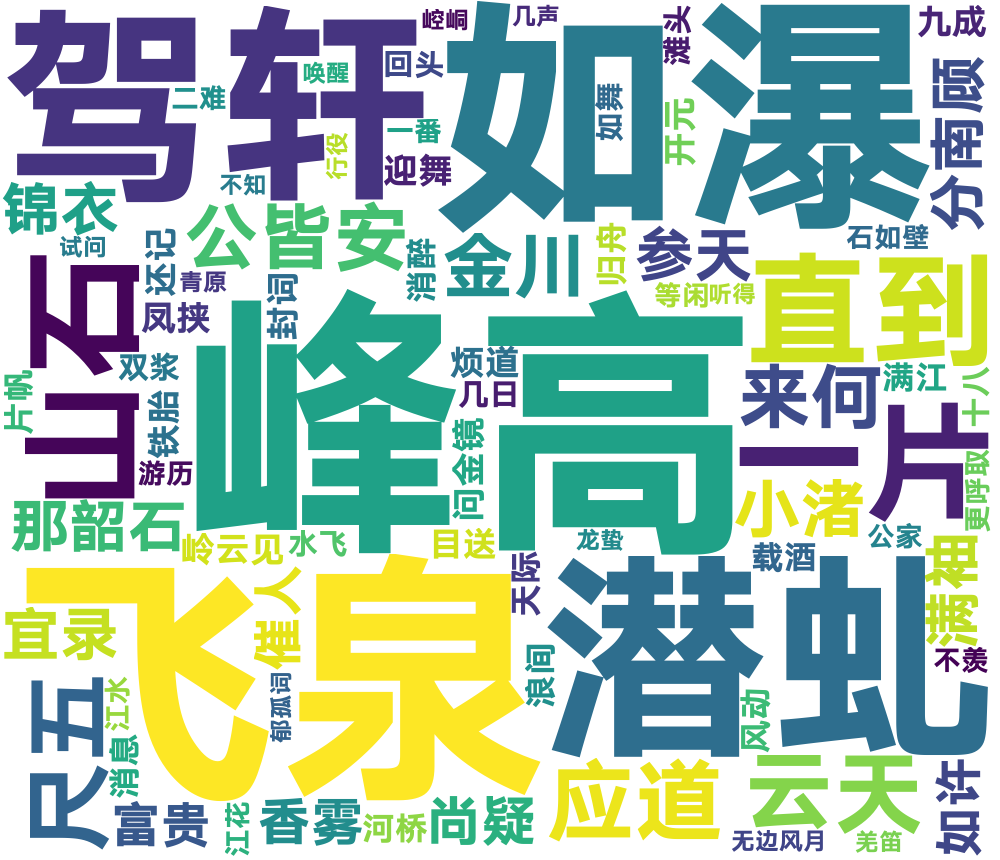 驾轩
如瀑
崆峒
几声
滩头
九成
回头
唤醒
二难
如舞
一番
开元
行役
迎舞
不知
分南顾
锦衣
公皆安
试问
还记
消醉
金川
归舟
参天
石如壁
青原
等闲听得
直到
山石
凤挟
封词
峰高
双浆
烦道
几日
来何
满江
片帆
铁胎
十八
游历
问金镜
一片
那韶石
岭云见
水飞
目送
小渚
更呼取
龙蛰
公家
载酒
天际
满袖
飞泉
潜虬
宜录
催人
浪间
不羡
尺五
江水
郁孤词
风动
消息
应道
云天
如许
富贵
江花
香雾
河桥
尚疑
无边风月
羌笛